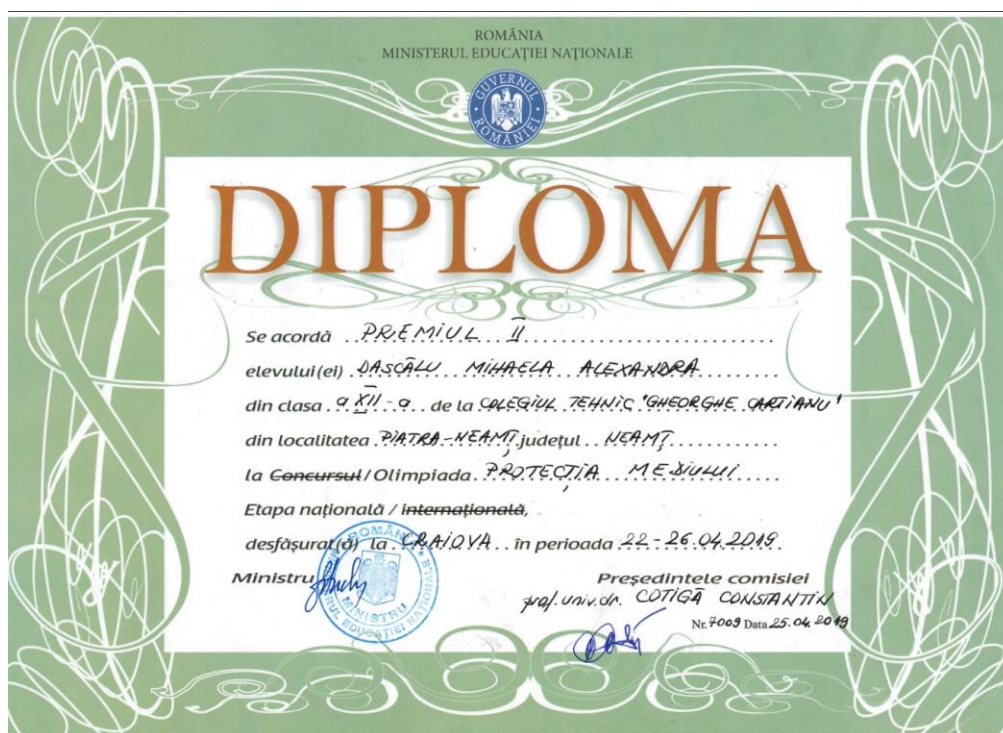 ROMÂNIA
MINISTERUL EDUCAȚIEI NAȚIONALE
GUVERNUL ROMÂNIEI
DIPLOMA
Se acordă PREMIUL II
elevului(ei) DASCĂLU MIHAELA ALEXANDRA
din clasa a XII-a de la COLEGIUL TEHNIC "GHEORGHE CARTIANU"
din localitatea PIATRA-NEAMȚ județul NEAMȚ
la Concursul/Olimpiada PROTECȚIA MEDIULUI
Etapa națională / internațională,
desfășurat(ă) la CRAIOVA în perioada 22-26.04.2019.
Ministru
MINISTRU
Președintele comisiei
prof. univ. dr. COTIGĂ CONSTANTIN
Nr. 7009 Data 25.04.2019